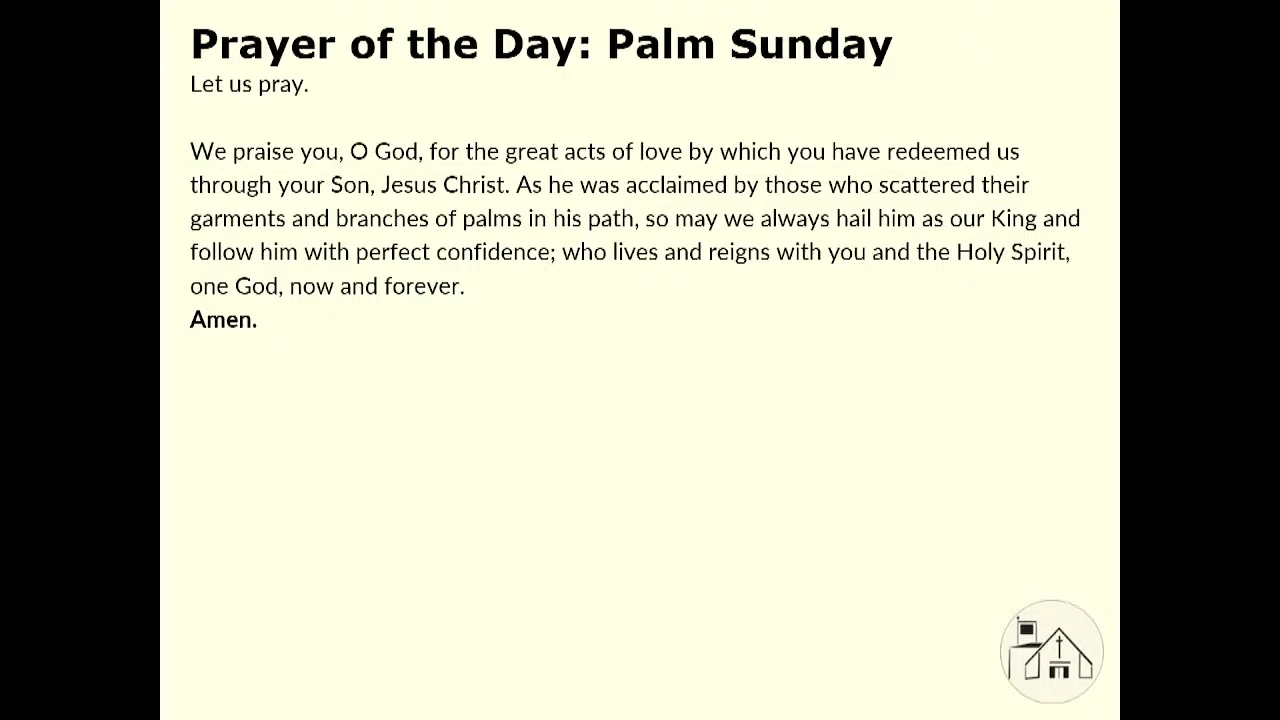 Prayer of the Day: Palm Sunday
Let us pray.
We praise you, O God, for the great acts of love by which you have redeemed us
through your Son, Jesus Christ. As he was acclaimed by those who scattered their
garments and branches of palms in his path, so may we always hail him as our King and
follow him with perfect confidence; who lives and reigns with you and the Holy Spirit,
one God, now and forever.
Amen.